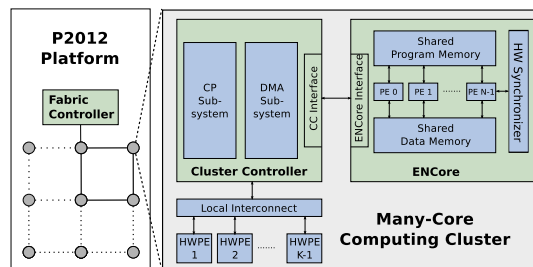 P2012
Platform
Fabric
Controller
CP
Sub-
system
DMA
Sub-
system
CC Interface
Cluster Controller
ENCore Interface
Shared
Program Memory
PE 0
PE 1
........
PE N-1
Shared
Data Memory
HW Synchronizer
ENCore
Local Interconnect
HWPE
1
HWPE
2
.......
HWPE
K-1
Many-Core
Computing Cluster